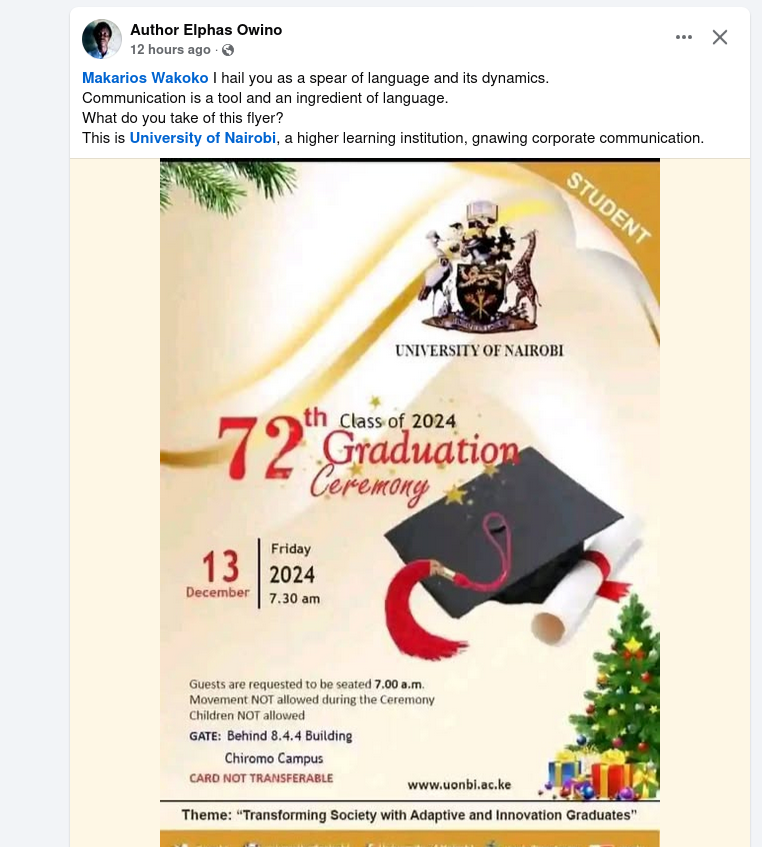 Author Elphas Owino
12 hours ago ·
Makarios Wakoko I hail you as a spear of language and its dynamics.
Communication is a tool and an ingredient of language.
What do you take of this flyer?
This is University of Nairobi, a higher learning institution, gnawing corporate communication.
STUDENT
UNIVERSITY OF NAIROBI
72th Class of 2024
Graduation
Ceremony
13
December
Friday
2024
7.30 am
Guests are requested to be seated 7.00 a.m.
Movement NOT allowed during the Ceremony
Children NOT allowed
GATE: Behind 8.4.4 Building
Chiromo Campus
CARD NOT TRANSFERABLE
www.uonbi.ac.ke
Theme: “Transforming Society with Adaptive and Innovation Graduates”